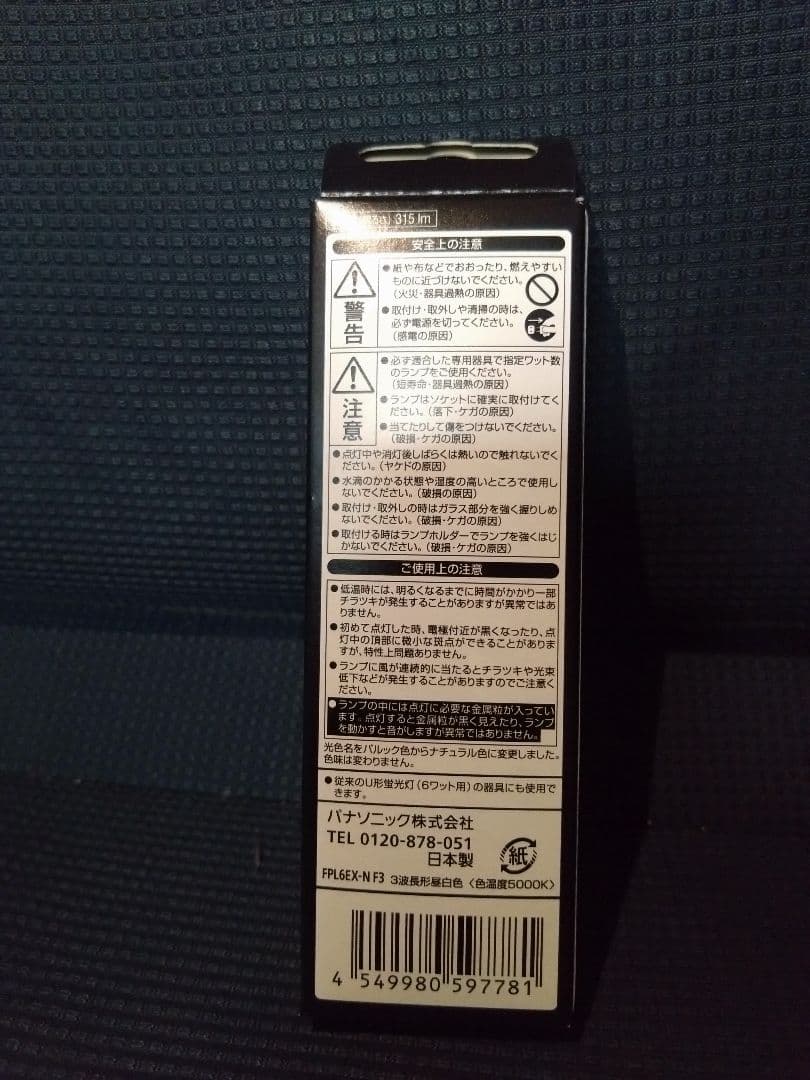 るさ) 315 lm
安全上の注意
警告
●紙や布などでおおったり、燃えやすい
ものに近づけないでください。
(火災・器具過熱の原因)
●取付け・取外しや清掃の時は、
必ず電源を切ってください。
(感電の原因)
注意
●必ず適合した専用器具で指定ワット数
のランプをご使用ください。
(短寿命・器具過熱の原因)
●ランプはソケットに確実に取付けてく
ださい。(落下・ケガの原因)
●当てたりして傷をつけないでください。
(破損・ケガの原因)
●点灯中や消灯後しばらくは熱いので触れないでく
ださい。(ヤケドの原因)
●水滴のかかる状態や湿度の高いところで使用し
ないでください。(破損の原因)
●取付け・取外しの時はガラス部分を強く握りしめ
ないでください。(破損・ケガの原因)
●取付ける時はランプホルダーでランプを強くはじ
かないでください。(破損・ケガの原因)
ご使用上の注意
●低温時には、明るくなるまでに時間がかかり一部
チラツキが発生することがありますが異常ではあ
りません。
●初めて点灯した時、電極付近が黒くなったり、点
灯中の頂部に微小な斑点ができることがありま
すが、特性上問題ありません。
●ランプに風が連続的に当たるとチラツキや光束
低下などが発生することがありますのでご注意く
ださい。
●ランプの中には点灯に必要な金属粒が入ってい
ます。点灯すると金属粒が黒く見えたり、ランプ
を動かすと音がしますが異常ではありません。
光色名をパルック色からナチュラル色に変更しました。
色味は変わりません。
●従来のU形蛍光灯(6ワット用)の器具にも使用で
きます。
パナソニック株式会社
TEL 0120-878-051
日本製
紙
FPL6EX-N F3 3波長形昼白色〈色温度5000K〉
4 549980 597781